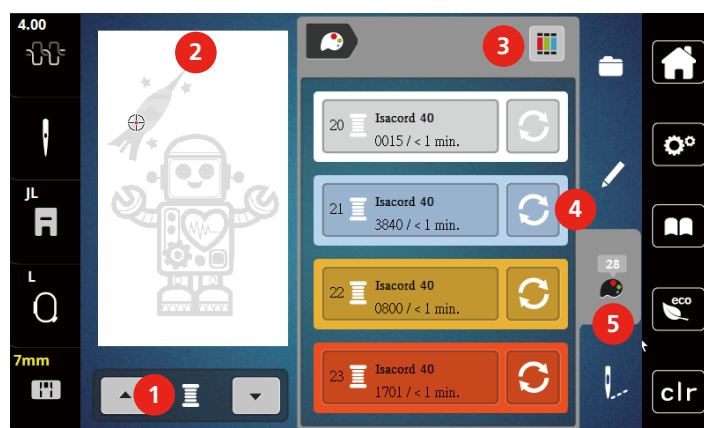 4.00
JL
L
7mm
2
1
3
20 Isacord 40
0015 / < 1 min.
21 Isacord 40
3840 / < 1 min.
4
22 Isacord 40
0800 / < 1 min.
23 Isacord 40
1701 / < 1 min.
28
5
eco
clr